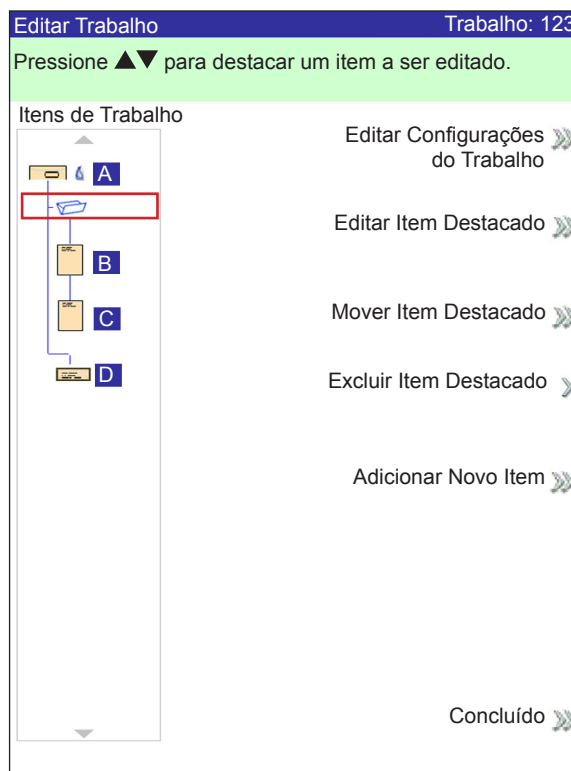 Editar Trabalho Trabalho: 123
Pressione ▲▼ para destacar um item a ser editado.
Itens de Trabalho
Editar Configurações
do Trabalho
A
Editar Item Destacado
B
Mover Item Destacado
C
Excluir Item Destacado
D
Adicionar Novo Item
Concluído